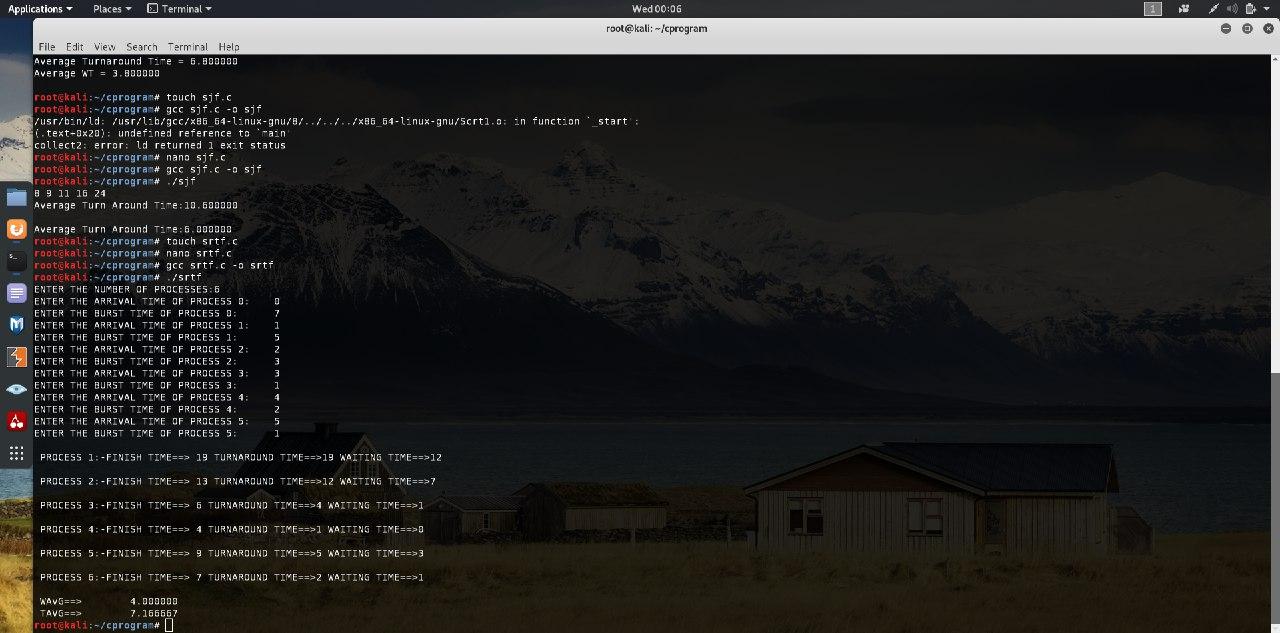 Applications Places Terminal Wed 00:06 1
root@kali: ~/cprogram
File Edit View Search Terminal Help
Average Turnaround Time = 6.800000
Average WT = 3.800000
root@kali:~/cprogram# touch sjf.c
root@kali:~/cprogram# gcc sjf.c -o sjf
/usr/bin/ld: /usr/lib/gcc/x86_64-linux-gnu/8/../../../x86_64-linux-gnu/Scrt1.o: in function `_start':
(.text+0x20): undefined reference to `main'
collect2: error: ld returned 1 exit status
root@kali:~/cprogram# nano sjf.c
root@kali:~/cprogram# gcc sjf.c -o sjf
root@kali:~/cprogram# ./sjf
8 9 11 16 24
Average Turn Around Time:10.600000
Average Turn Around Time:6.000000
root@kali:~/cprogram# touch srtf.c
root@kali:~/cprogram# nano srtf.c
root@kali:~/cprogram# gcc srtf.c -o srtf
root@kali:~/cprogram# ./srtf
ENTER THE NUMBER OF PROCESSES:6
ENTER THE ARRIVAL TIME OF PROCESS 0: 0
ENTER THE BURST TIME OF PROCESS 0: 7
ENTER THE ARRIVAL TIME OF PROCESS 1: 1
ENTER THE BURST TIME OF PROCESS 1: 5
ENTER THE ARRIVAL TIME OF PROCESS 2: 2
ENTER THE BURST TIME OF PROCESS 2: 3
ENTER THE ARRIVAL TIME OF PROCESS 3: 3
ENTER THE BURST TIME OF PROCESS 3: 1
ENTER THE ARRIVAL TIME OF PROCESS 4: 4
ENTER THE BURST TIME OF PROCESS 4: 2
ENTER THE ARRIVAL TIME OF PROCESS 5: 5
ENTER THE BURST TIME OF PROCESS 5: 1
PROCESS 1:-FINISH TIME==> 19 TURNAROUND TIME==>19 WAITING TIME==>12
PROCESS 2:-FINISH TIME==> 13 TURNAROUND TIME==>12 WAITING TIME==>7
PROCESS 3:-FINISH TIME==> 6 TURNAROUND TIME==>4 WAITING TIME==>1
PROCESS 4:-FINISH TIME==> 4 TURNAROUND TIME==>1 WAITING TIME==>0
PROCESS 5:-FINISH TIME==> 9 TURNAROUND TIME==>5 WAITING TIME==>3
PROCESS 6:-FINISH TIME==> 7 TURNAROUND TIME==>2 WAITING TIME==>1
WAvG==> 4.000000
TAVG==> 7.166667
root@kali:~/cprogram#